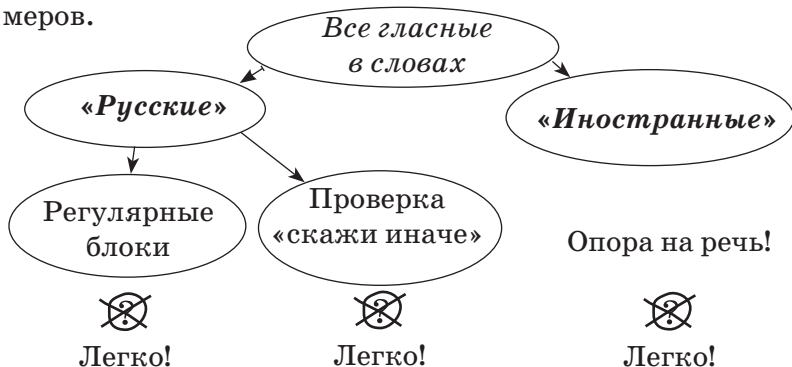 меров.
Все гласные
в словах
«Русские»
«Иностранные»
Регулярные
блоки
Проверка
«скажи иначе»
Опора на речь!
?
?
?
Легко!
Легко!
Легко!